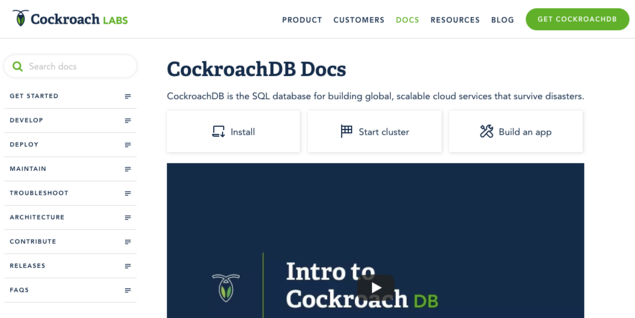 Cockroach LABS
PRODUCT CUSTOMERS DOCS RESOURCES BLOG GET COCKROACHDB
Search docs
GET STARTED
DEVELOP
DEPLOY
MAINTAIN
TROUBLESHOOT
ARCHITECTURE
CONTRIBUTE
RELEASES
FAQS
CockroachDB Docs
CockroachDB is the SQL database for building global, scalable cloud services that survive disasters.
Install Start cluster Build an app
Intro to
Cockroach DB